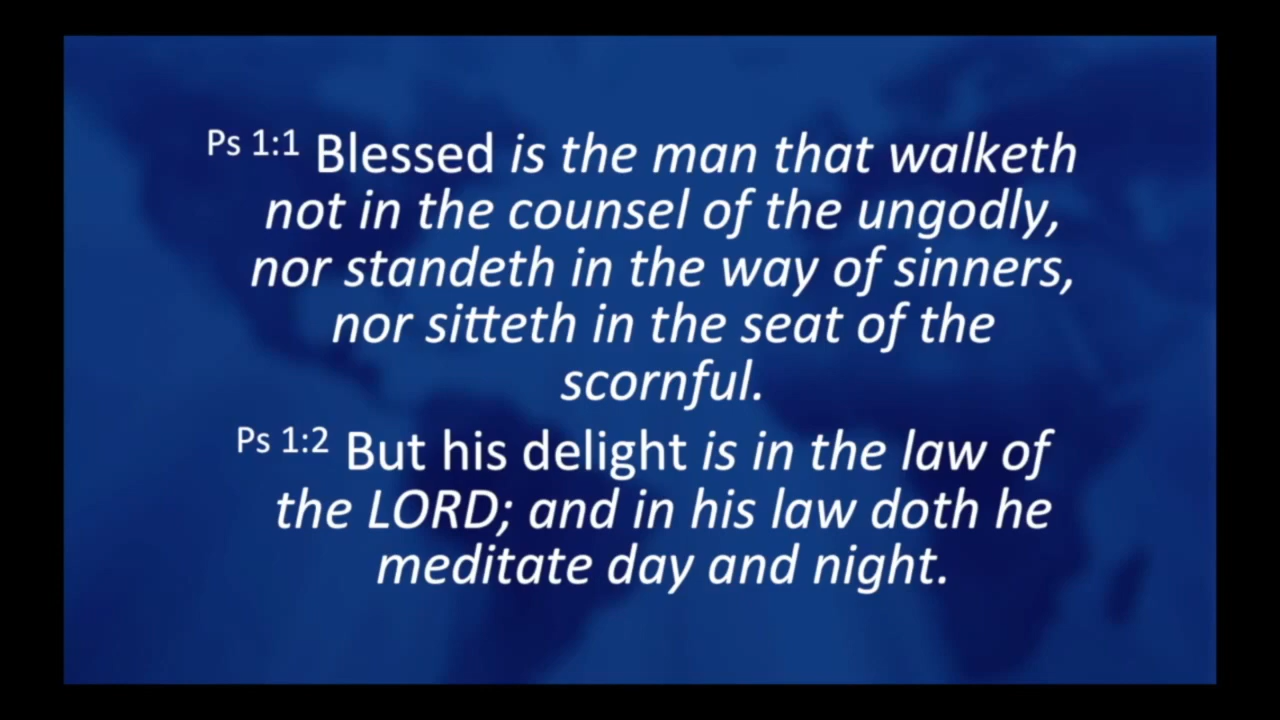 Ps 1:1 Blessed is the man that walketh
not in the counsel of the ungodly,
nor standeth in the way of sinners,
nor sitteth in the seat of the
scornful.
Ps 1:2 But his delight is in the law of
the LORD; and in his law doth he
meditate day and night.